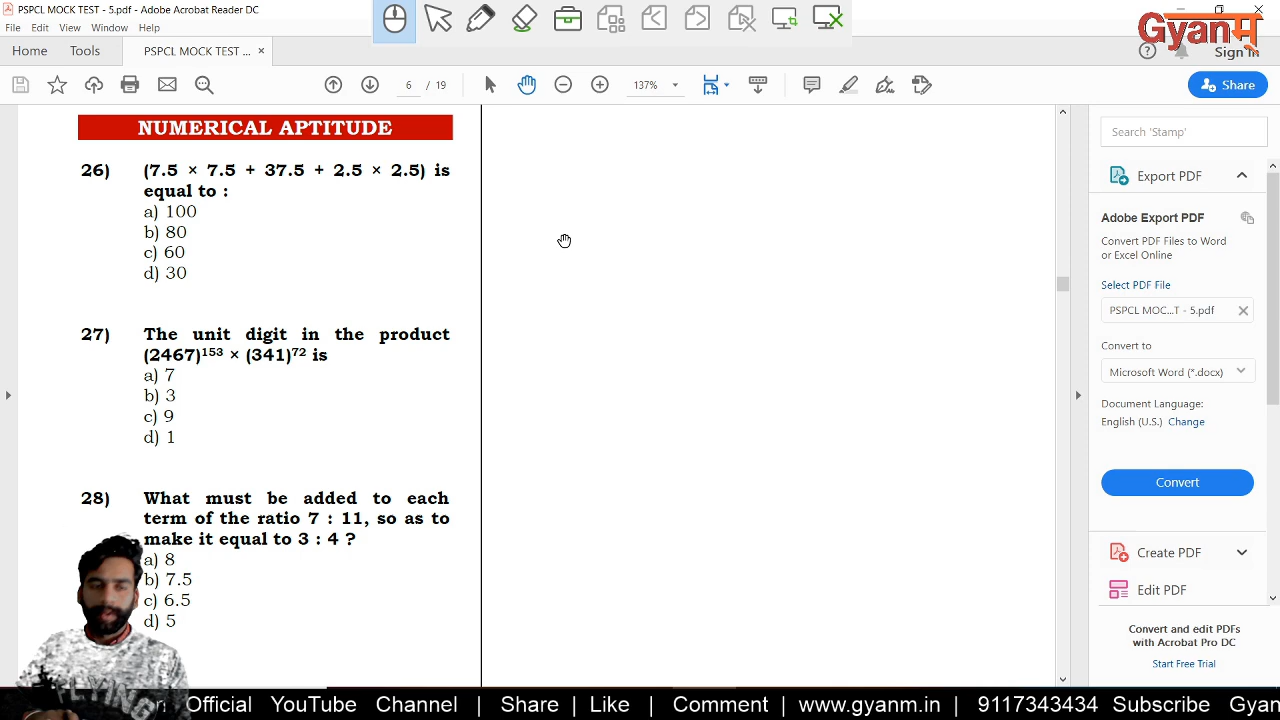 PSPCL MOCK TEST - 5.pdf - Adobe Acrobat Reader DC
File Edit View Window Help
Gyanम्
Home Tools PSPCL MOCK TEST ... × Sign In
6 / 19 137% Share
NUMERICAL APTITUDE
26) (7.5 × 7.5 + 37.5 + 2.5 × 2.5) is
equal to :
a) 100
b) 80
c) 60
d) 30
27) The unit digit in the product
(2467)¹⁵³ × (341)⁷² is
a) 7
b) 3
c) 9
d) 1
28) What must be added to each
term of the ratio 7 : 11, so as to
make it equal to 3 : 4 ?
a) 8
b) 7.5
c) 6.5
d) 5
Search 'Stamp'
Export PDF
Adobe Export PDF
Convert PDF Files to Word
or Excel Online
Select PDF File
PSPCL MOC...T - 5.pdf
Convert to
Microsoft Word (*.docx)
Document Language:
English (U.S.) Change
Convert
Create PDF
Edit PDF
Convert and edit PDFs
with Acrobat Pro DC
Start Free Trial
Official YouTube Channel | Share | Like | Comment | www.gyanm.in | 9117343434 Subscribe Gyan